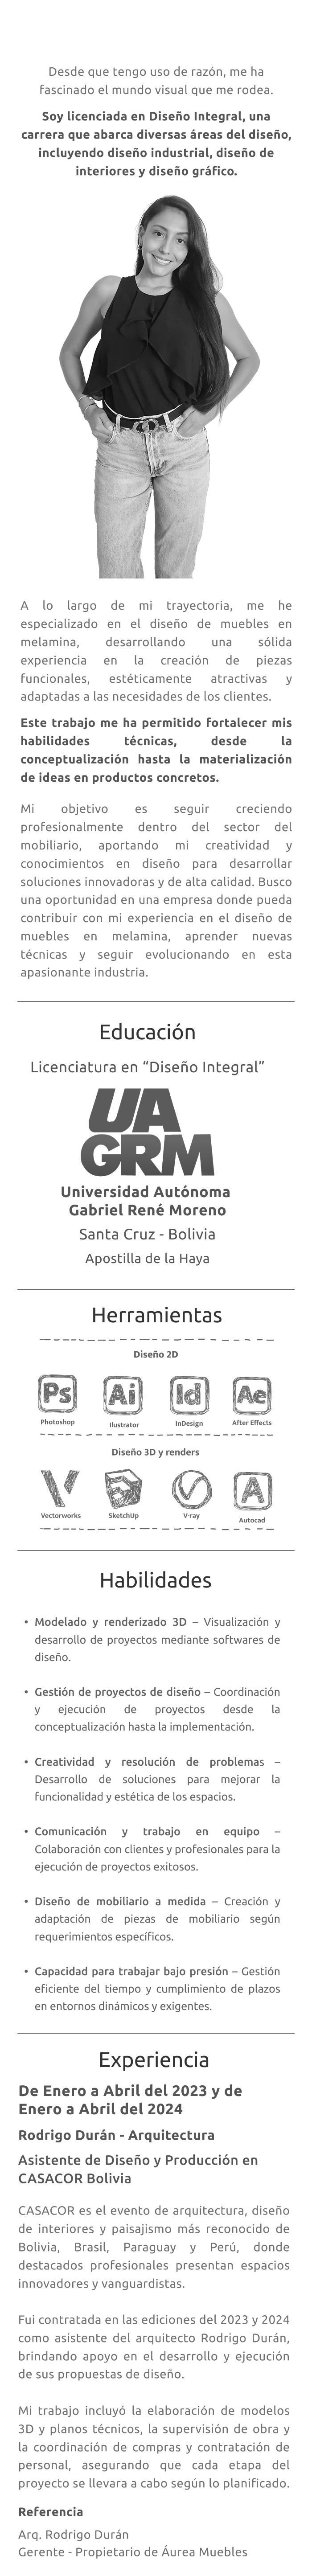 Desde que tengo uso de razón, me ha
fascinado el mundo visual que me rodea.
Soy licenciada en Diseño Integral, una
carrera que abarca diversas áreas del diseño,
incluyendo diseño industrial, diseño de
interiores y diseño gráfico.
A lo largo de mi trayectoria, me he
especializado en el diseño de muebles en
melamina, desarrollando una sólida
experiencia en la creación de piezas
funcionales, estéticamente atractivas y
adaptadas a las necesidades de los clientes.
Este trabajo me ha permitido fortalecer mis
habilidades técnicas, desde la
conceptualización hasta la materialización
de ideas en productos concretos.
Mi objetivo es seguir creciendo
profesionalmente dentro del sector del
mobiliario, aportando mi creatividad y
conocimientos en diseño para desarrollar
soluciones innovadoras y de alta calidad. Busco
una oportunidad en una empresa donde pueda
contribuir con mi experiencia en el diseño de
muebles en melamina, aprender nuevas
técnicas y seguir evolucionando en esta
apasionante industria.
Educación
Licenciatura en “Diseño Integral”
UA
GRM
Universidad Autónoma
Gabriel René Moreno
Santa Cruz - Bolivia
Apostilla de la Haya
Herramientas
Diseño 2D
Ps Ai Id Ae
Photoshop Ilustrator InDesign After Effects
Diseño 3D y renders
Vectorworks SketchUp V-ray Autocad
Habilidades
• Modelado y renderizado 3D – Visualización y
desarrollo de proyectos mediante softwares de
diseño.
• Gestión de proyectos de diseño – Coordinación
y ejecución de proyectos desde la
conceptualización hasta la implementación.
• Creatividad y resolución de problemas –
Desarrollo de soluciones para mejorar la
funcionalidad y estética de los espacios.
• Comunicación y trabajo en equipo –
Colaboración con clientes y profesionales para la
ejecución de proyectos exitosos.
• Diseño de mobiliario a medida – Creación y
adaptación de piezas de mobiliario según
requerimientos específicos.
• Capacidad para trabajar bajo presión – Gestión
eficiente del tiempo y cumplimiento de plazos
en entornos dinámicos y exigentes.
Experiencia
De Enero a Abril del 2023 y de
Enero a Abril del 2024
Rodrigo Durán - Arquitectura
Asistente de Diseño y Producción en
CASACOR Bolivia
CASACOR es el evento de arquitectura, diseño
de interiores y paisajismo más reconocido de
Bolivia, Brasil, Paraguay y Perú, donde
destacados profesionales presentan espacios
innovadores y vanguardistas.
Fui contratada en las ediciones del 2023 y 2024
como asistente del arquitecto Rodrigo Durán,
brindando apoyo en el desarrollo y ejecución
de sus propuestas de diseño.
Mi trabajo incluyó la elaboración de modelos
3D y planos técnicos, la supervisión de obra y
la coordinación de compras y contratación de
personal, asegurando que cada etapa del
proyecto se llevara a cabo según lo planificado.
Referencia
Arq. Rodrigo Durán
Gerente - Propietario de Áurea Muebles